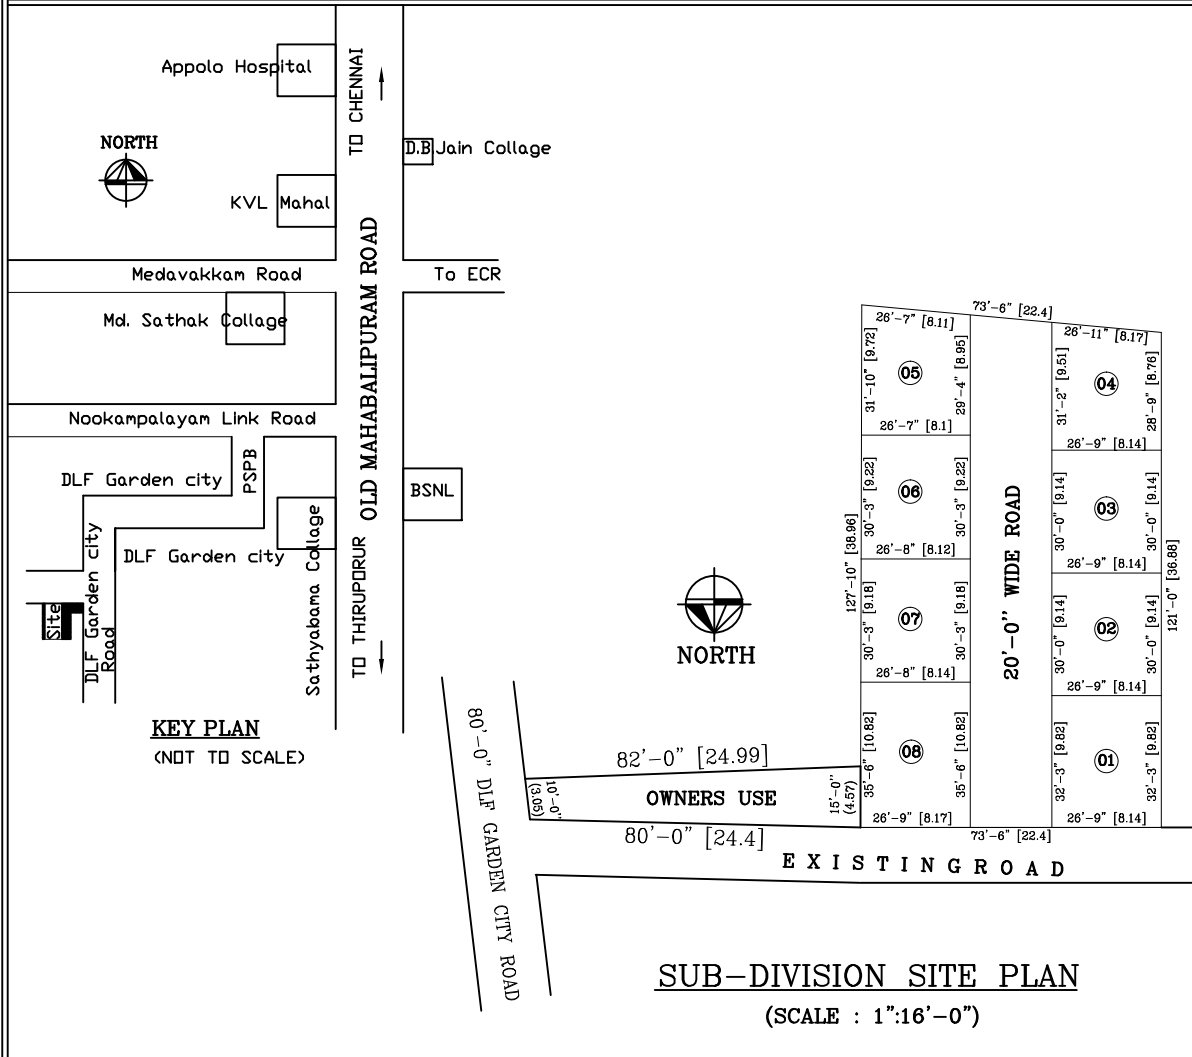 Appolo Hospital
TO CHENNAI
NORTH
D.B Jain Collage
KVL Mahal
OLD MAHABALIPURAM ROAD
Medavakkam Road
To ECR
Md. Sathak Collage
Nookampalayam Link Road
DLF Garden city
PSPB
BSNL
DLF Garden city
Sathyabama Collage
TO THIRUPORUR
Site
DLF Garden city
Road
KEY PLAN
(NOT TO SCALE)
NORTH
73'-6" [22.4]
26'-7" [8.11]
31'-10" [9.72]
05
29'-4" [8.95]
26'-7" [8.1]
30'-3" [9.22]
06
30'-3" [9.22]
26'-8" [8.12]
127'-10" [38.96]
30'-3" [9.18]
07
30'-3" [9.18]
26'-8" [8.14]
35'-6" [10.82]
08
35'-6" [10.82]
26'-9" [8.17]
20'-0" WIDE ROAD
26'-11" [8.17]
31'-2" [9.51]
04
28'-9" [8.76]
26'-9" [8.14]
30'-0" [9.14]
03
30'-0" [9.14]
26'-9" [8.14]
121'-0" [36.88]
30'-0" [9.14]
02
30'-0" [9.14]
26'-9" [8.14]
32'-3" [9.82]
01
32'-3" [9.82]
26'-9" [8.14]
73'-6" [22.4]
82'-0" [24.99]
10'-0"
(3.05)
OWNERS USE
15'-0"
(4.57)
80'-0" [24.4]
EXISTINGROAD
80'-0" DLF GARDEN CITY ROAD
SUB-DIVISION SITE PLAN
(SCALE : 1":16'-0")